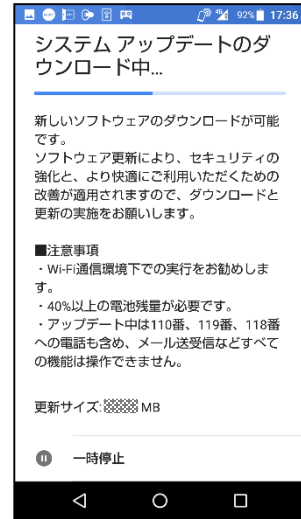 92% 17:36
システム アップデートのダ
ウンロード中...
新しいソフトウェアのダウンロードが可能
です。
ソフトウェア更新により、セキュリティの
強化と、より快適にご利用いただくための
改善が適用されますので、ダウンロードと
更新の実施をお願いします。
■注意事項
・Wi-Fi通信環境下での実行をお勧めしま
す。
・40%以上の電池残量が必要です。
・アップデート中は110番、119番、118番
への電話も含め、メール送受信などすべて
の機能は操作できません。
更新サイズ: MB
一時停止